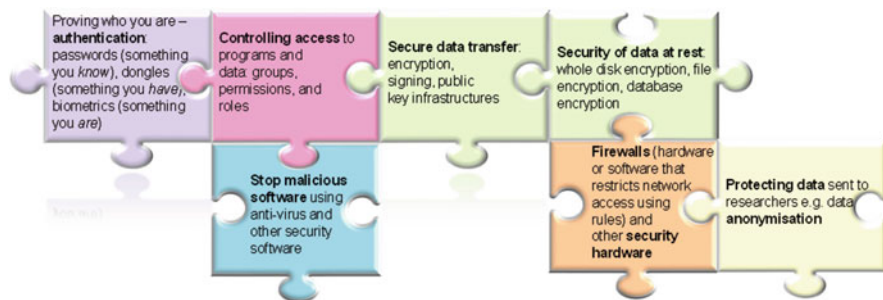 Proving who you are –
authentication:
passwords (something
you know), dongles
(something you have),
biometrics (something
you are)
Controlling access to
programs and
data: groups,
permissions, and
roles
Secure data transfer:
encryption,
signing, public
key infrastructures
Security of data at rest:
whole disk encryption, file
encryption, database
encryption
Stop malicious
software using
anti-virus and
other security
software
Firewalls (hardware
or software that
restricts network
access using
rules) and
other security
hardware
Protecting data sent to
researchers e.g. data
anonymisation